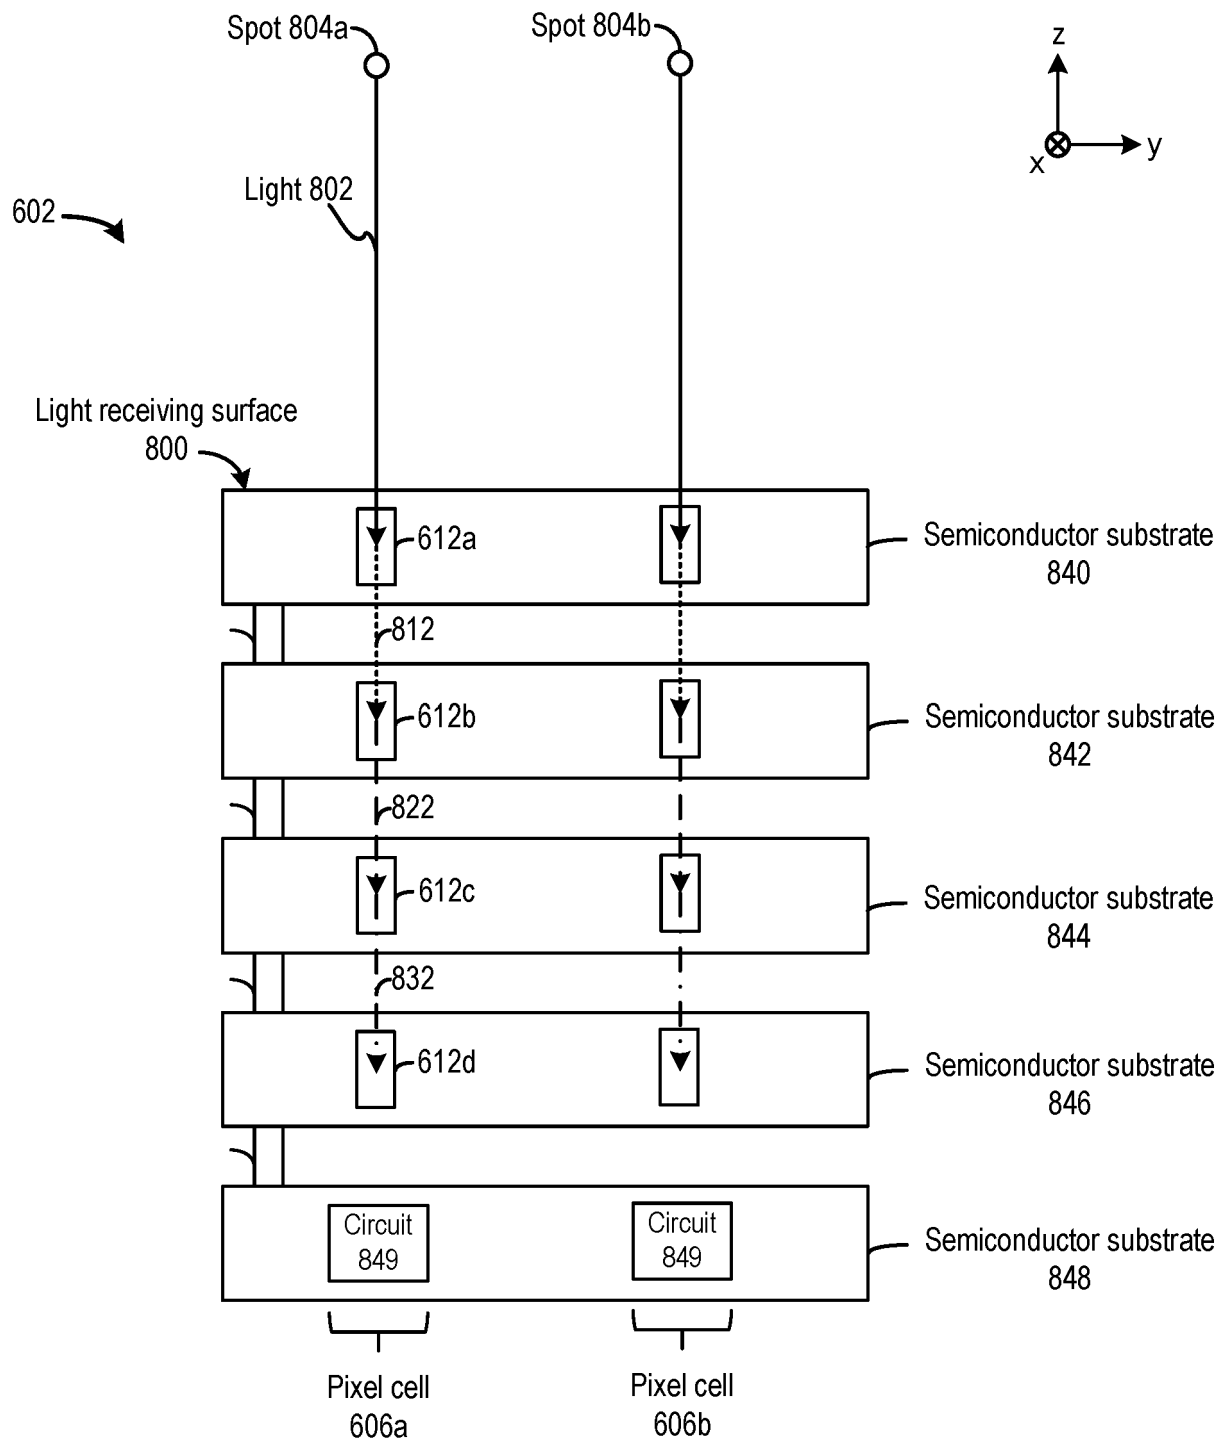 Spot 804a
Spot 804b
z
x
y
Light 802
602
Light receiving surface
800
612a
Semiconductor substrate
840
812
612b
Semiconductor substrate
842
822
612c
Semiconductor substrate
844
832
612d
Semiconductor substrate
846
Circuit
849
Circuit
849
Semiconductor substrate
848
Pixel cell
606a
Pixel cell
606b